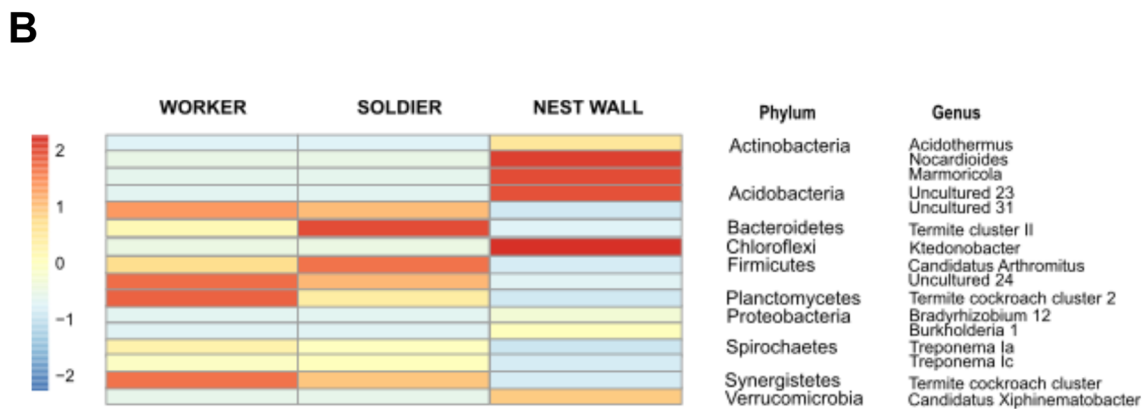 B
WORKER SOLDIER NEST WALL Phylum Genus
2
1
0
−1
−2
Actinobacteria Acidothermus
Nocardioides
Marmoricola
Acidobacteria Uncultured 23
Uncultured 31
Bacteroidetes Termite cluster II
Chloroflexi Ktedonobacter
Firmicutes Candidatus Arthromitus
Uncultured 24
Planctomycetes Termite cockroach cluster 2
Proteobacteria Bradyrhizobium 12
Burkholderia 1
Spirochaetes Treponema Ia
Treponema Ic
Synergistetes Termite cockroach cluster
Verrucomicrobia Candidatus Xiphinematobacter